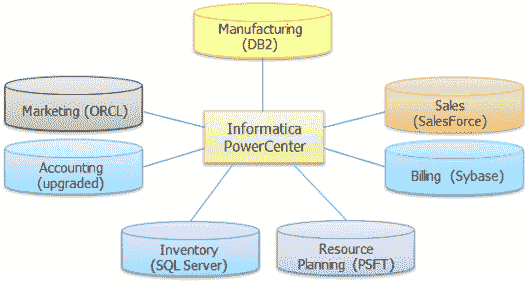 Manufacturing
(DB2)
Marketing (ORCL)
Sales
(SalesForce)
Informatica
PowerCenter
Accounting
(upgraded)
Billing (Sybase)
Inventory
(SQL Server)
Resource
Planning (PSFT)